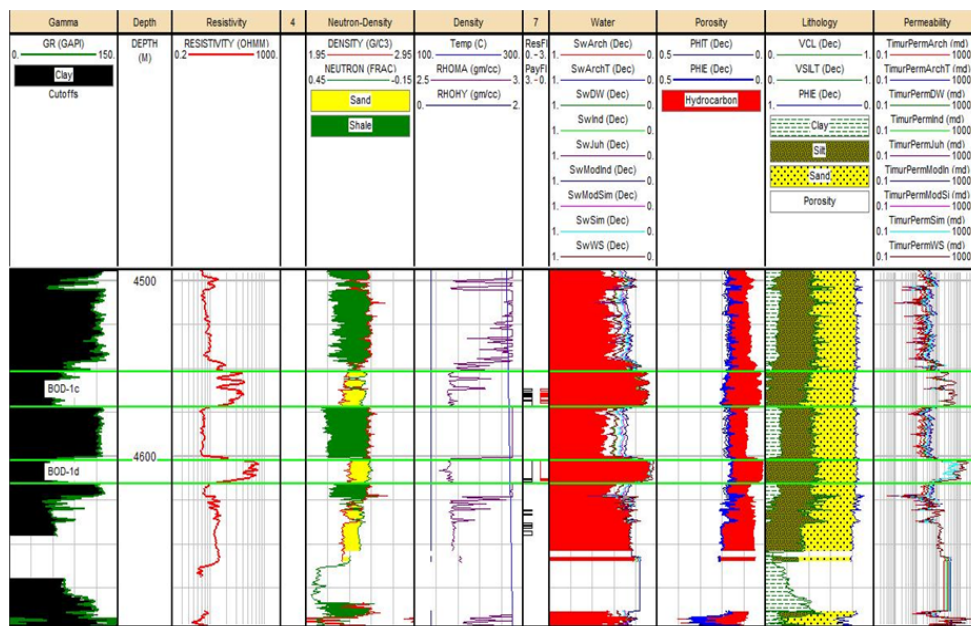 Gamma Depth Resistivity 4 Neutron-Density Density 7 Water Porosity Lithology Permeability
GR (GAPI)
0. 150.
Clay
Cutoffs
DEPTH
(M)
RESISTIVITY (OHMM)
0.2 1000.
DENSITY (G/C3)
1.95 2.95
NEUTRON (FRAC)
0.45 -0.15
Sand
Shale
Temp (C)
100. 300.
RHOMA (gm/cc)
2.5 3.
RHOHY (gm/cc)
0. 2.
ResFl
0. -3.
PayFl
3. -0.
SwArch (Dec)
1. 0.
SwArchT (Dec)
1. 0.
SwDW (Dec)
1. 0.
SwInd (Dec)
1. 0.
SwJuh (Dec)
1. 0.
SwModInd (Dec)
1. 0.
SwModSim (Dec)
1. 0.
SwSim (Dec)
1. 0.
SwWS (Dec)
1. 0.
PHIT (Dec)
0.5 0.
PHIE (Dec)
0.5 0.
Hydrocarbon
VCL (Dec)
0. 1.
VSILT (Dec)
0. 1.
PHIE (Dec)
1. 0.
Clay
Silt
Sand
Porosity
TimurPermArch (md)
0.1 1000
TimurPermArchT (md)
0.1 1000
TimurPermDW (md)
0.1 1000
TimurPermInd (md)
0.1 1000
TimurPermJuh (md)
0.1 1000
TimurPermModIn (md)
0.1 1000
TimurPermModSi (md)
0.1 1000
TimurPermSim (md)
0.1 1000
TimurPermWS (md)
0.1 1000
4500
BOD-1c
4600
BOD-1d